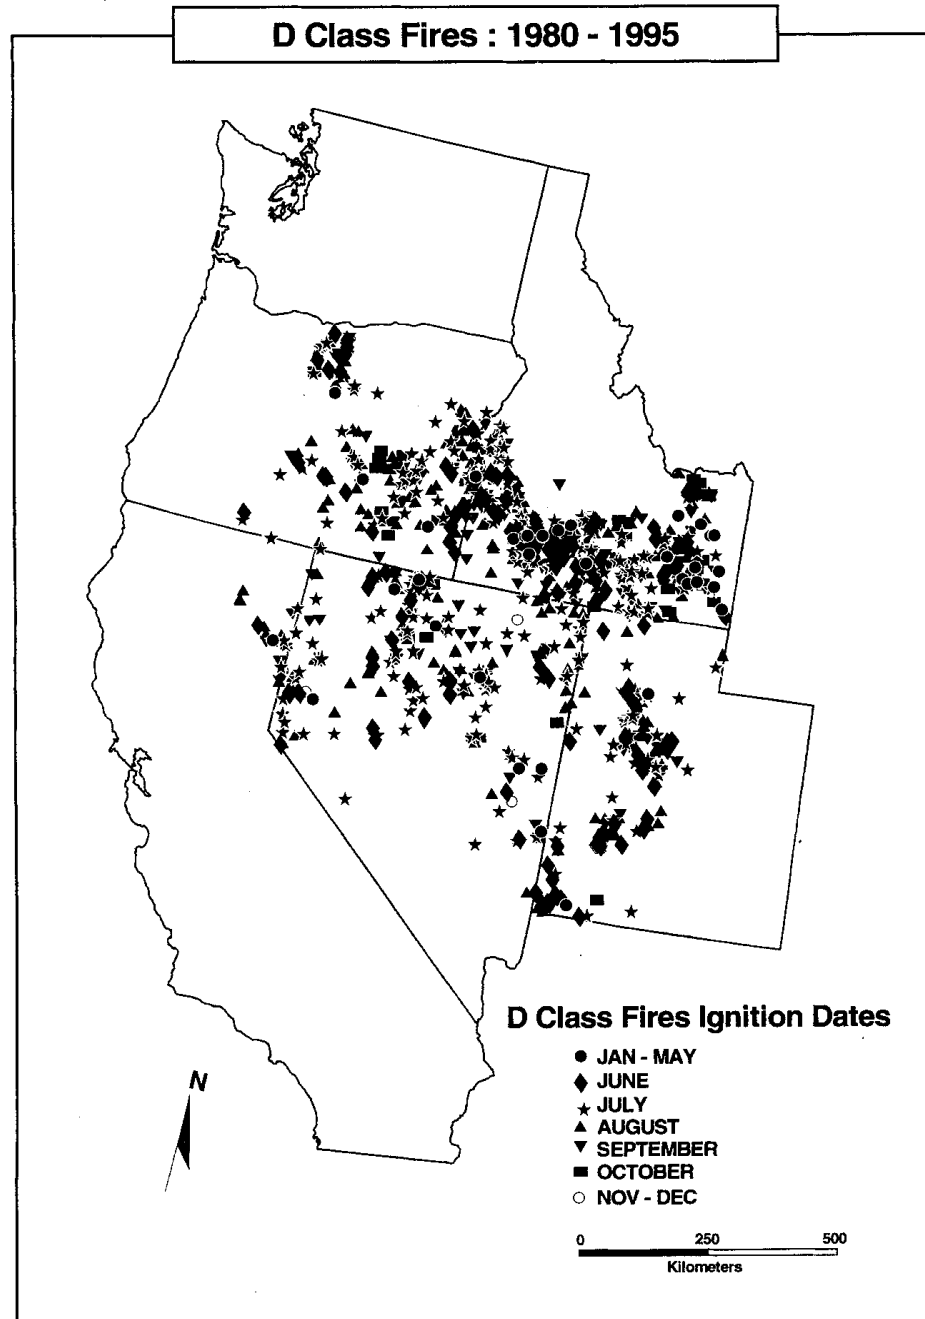 D Class Fires : 1980 - 1995
D Class Fires Ignition Dates
JAN - MAY
JUNE
JULY
AUGUST
SEPTEMBER
OCTOBER
NOV - DEC
N
0 250 500
Kilometers